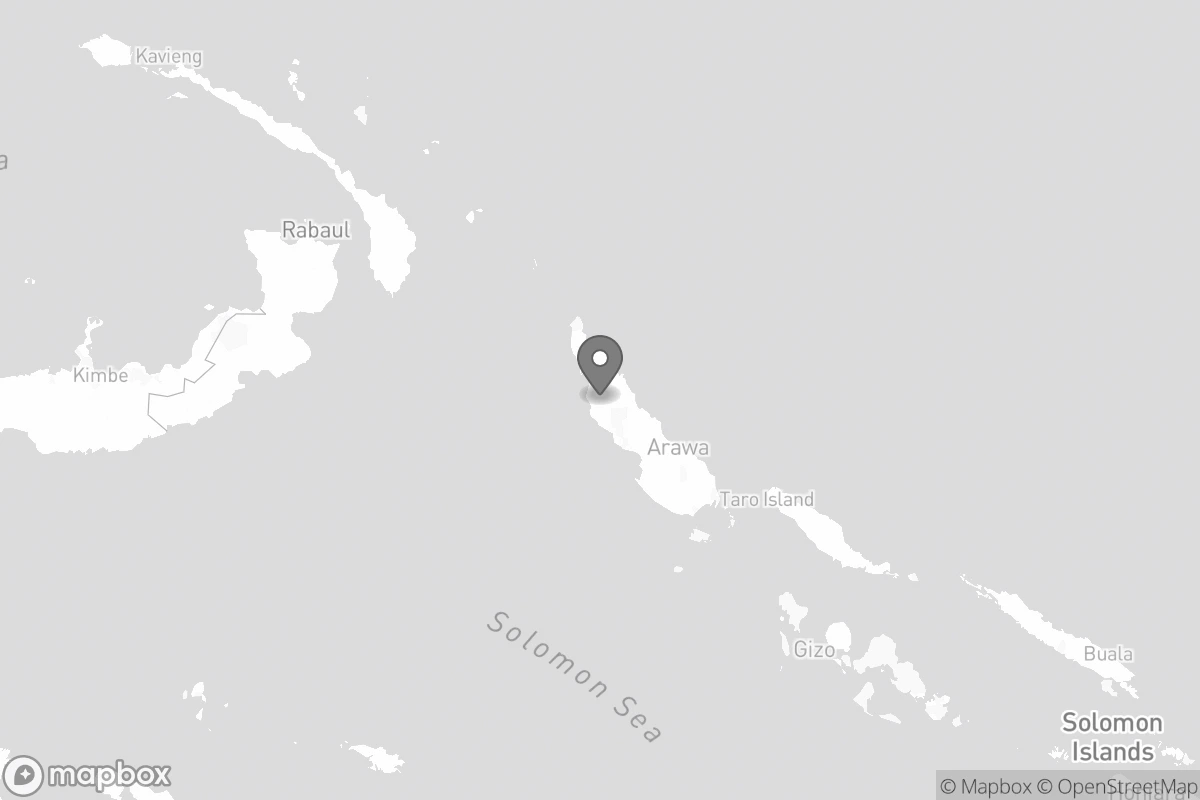 Kavieng
a
Rabaul
Kimbe
Arawa
Taro Island
Solomon Sea
Gizo
Buala
Solomon
Islands
mapbox
© Mapbox © OpenStreetMap